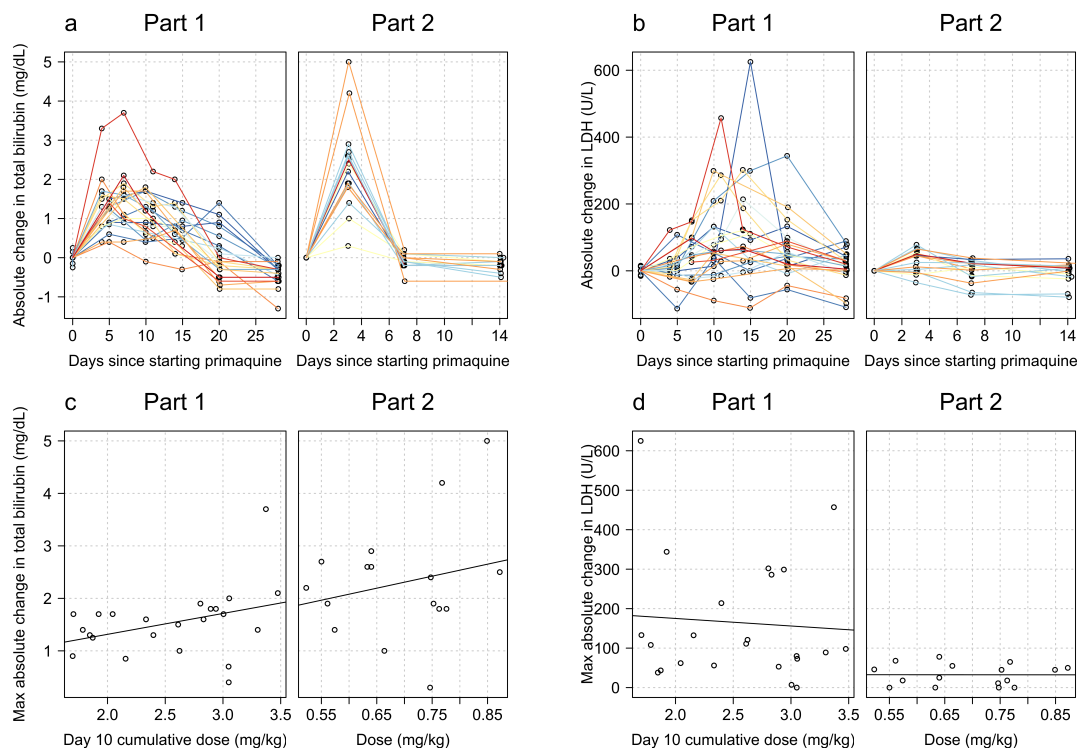 a Part 1 Part 2
Absolute change in total bilirubin (mg/dL)
5
4
3
2
1
0
-1
0 5 10 15 20 25
0 2 4 6 8 10 14
Days since starting primaquine Days since starting primaquine
b Part 1 Part 2
Absolute change in LDH (U/L)
600
400
200
0
0 5 10 15 20 25
0 2 4 6 8 10 14
Days since starting primaquine Days since starting primaquine
c Part 1 Part 2
Max absolute change in total bilirubin (mg/dL)
5
4
3
2
1
2.0 2.5 3.0 3.5
0.55 0.65 0.75 0.85
Day 10 cumulative dose (mg/kg) Dose (mg/kg)
d Part 1 Part 2
Max absolute change in LDH (U/L)
600
500
400
300
200
100
0
2.0 2.5 3.0 3.5
0.55 0.65 0.75 0.85
Day 10 cumulative dose (mg/kg) Dose (mg/kg)